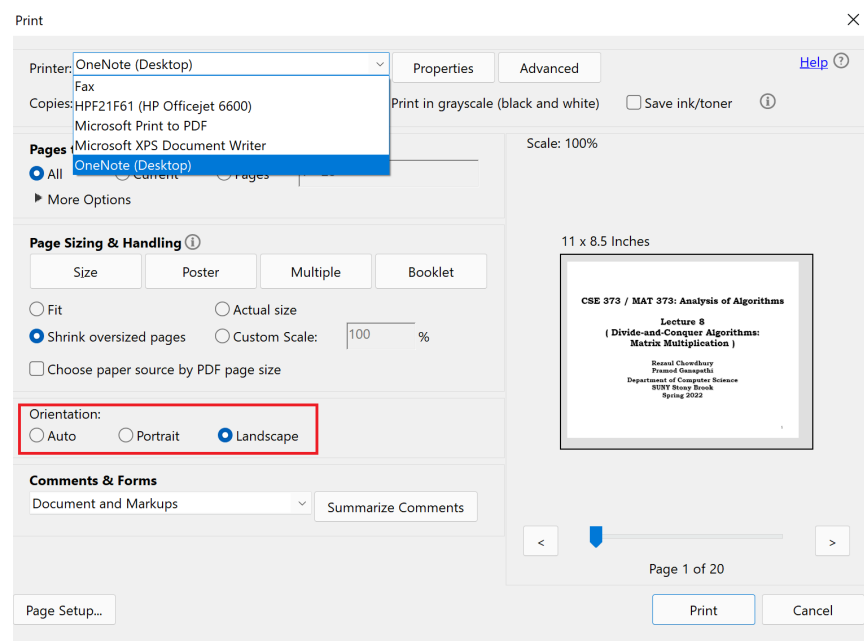 Print
Printer: OneNote (Desktop) Properties Advanced Help
Fax
Copies: HPF21F61 (HP Officejet 6600) Print in grayscale (black and white) Save ink/toner
Microsoft Print to PDF
Microsoft XPS Document Writer
Pages
OneNote (Desktop)
All Current Pages
More Options
Page Sizing & Handling
Size Poster Multiple Booklet
Fit Actual size
Shrink oversized pages Custom Scale: 100 %
Choose paper source by PDF page size
Orientation:
Auto Portrait Landscape
Comments & Forms
Document and Markups Summarize Comments
Scale: 100%
11 x 8.5 Inches
CSE 373 / MAT 373: Analysis of Algorithms
Lecture 8
( Divide-and-Conquer Algorithms:
Matrix Multiplication )
Rezaul Chowdhury
Pramod Ganapathi
Department of Computer Science
SUNY Stony Brook
Spring 2022
1
< >
Page 1 of 20
Page Setup... Print Cancel